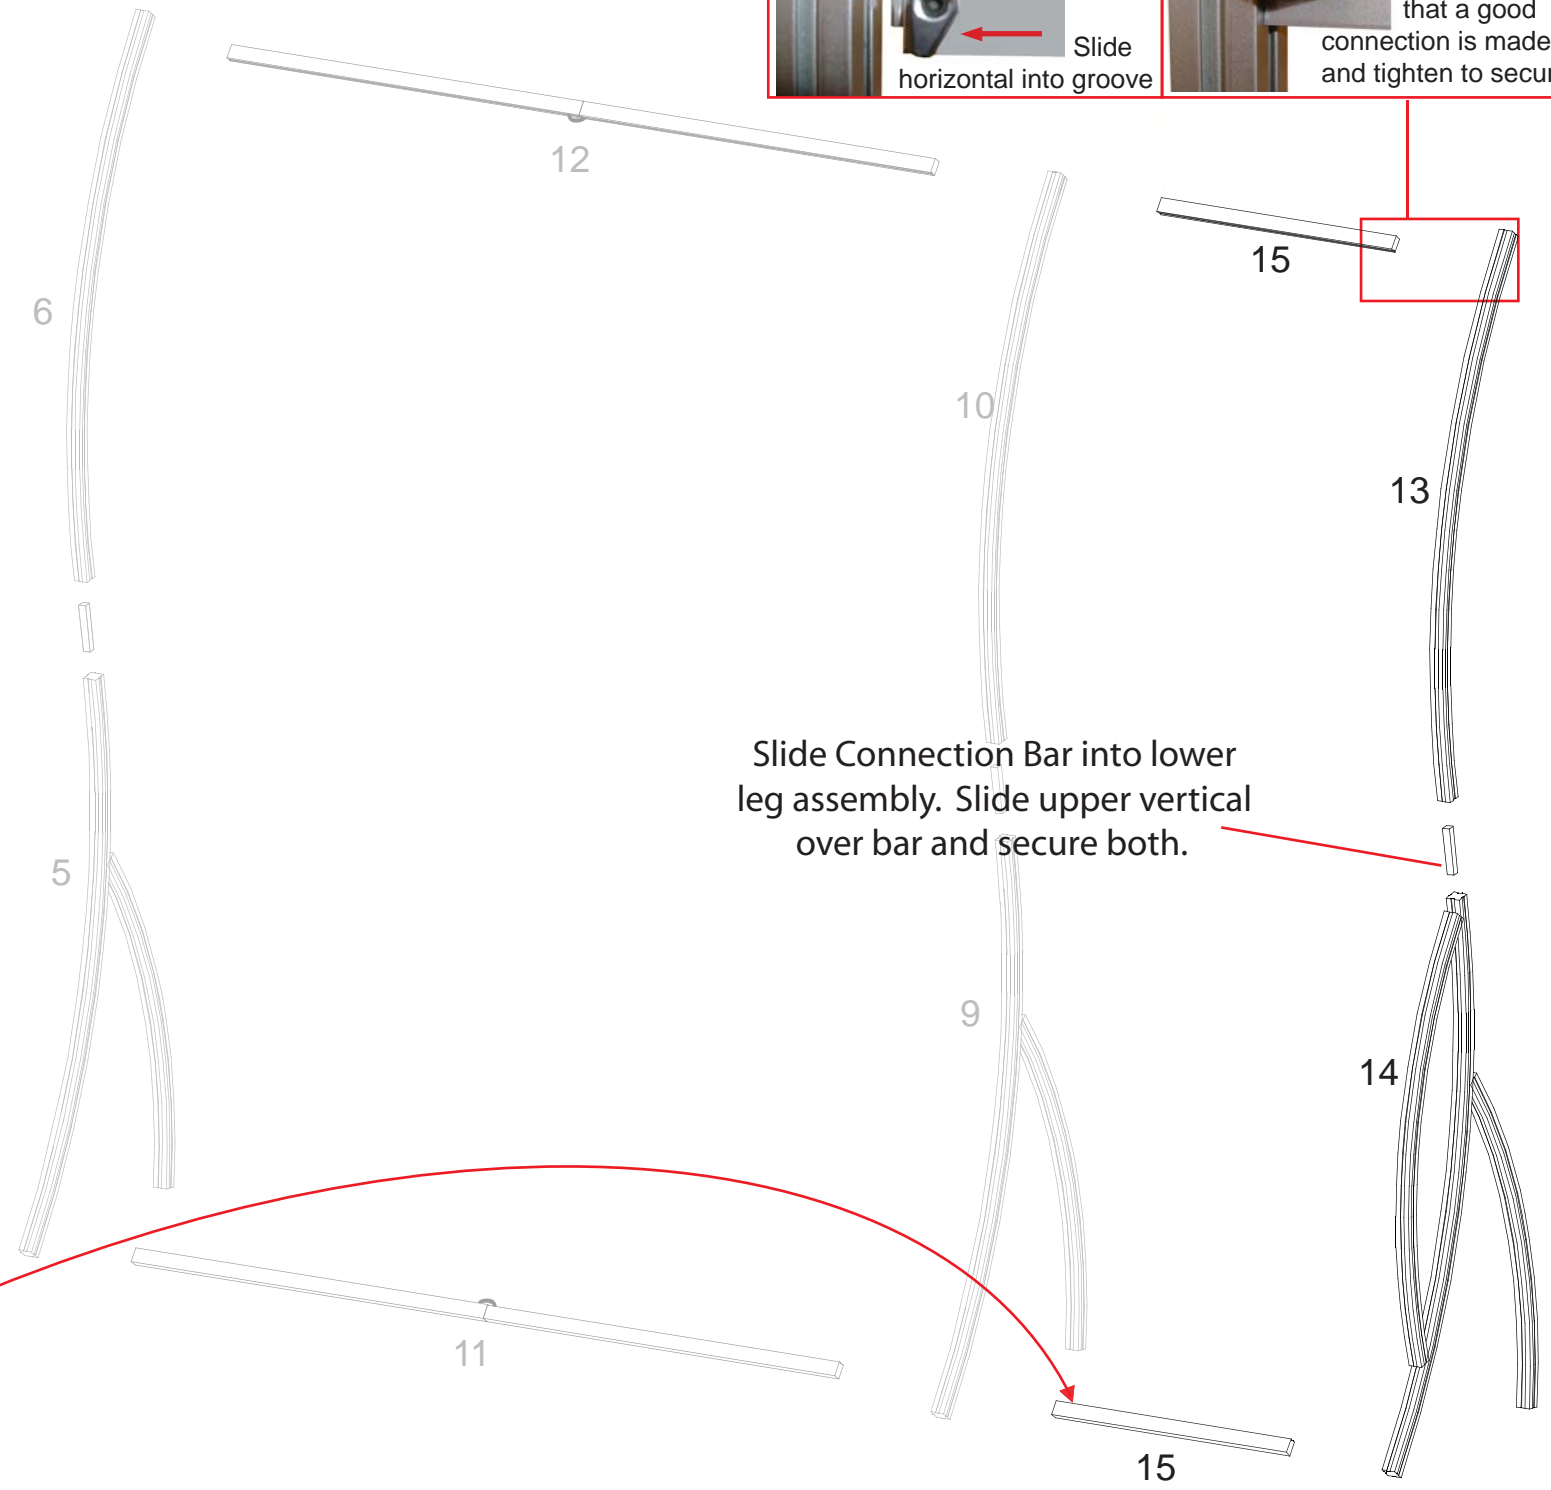 Slide
horizontal into groove
that a good
connection is made
and tighten to secur
12
15
6
10
13
Slide Connection Bar into lower
leg assembly. Slide upper vertical
over bar and secure both.
5
9
14
11
15